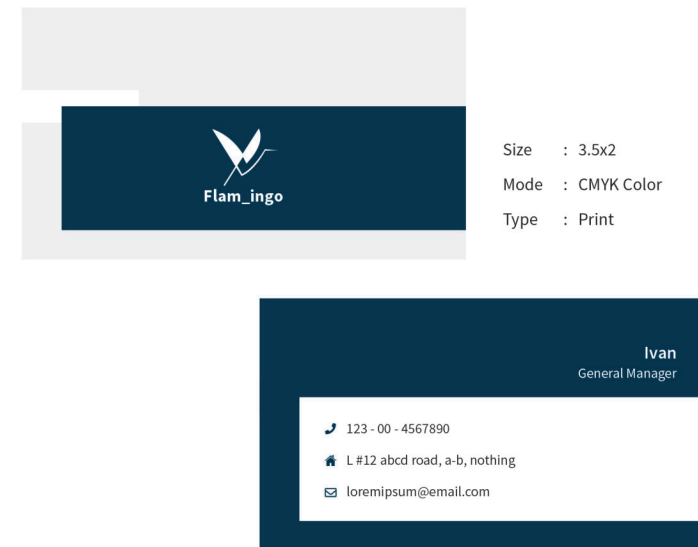 Flam_ingo
Size : 3.5x2
Mode : CMYK Color
Type : Print
Ivan
General Manager
123 - 00 - 4567890
L #12 abcd road, a-b, nothing
loremipsum@email.com